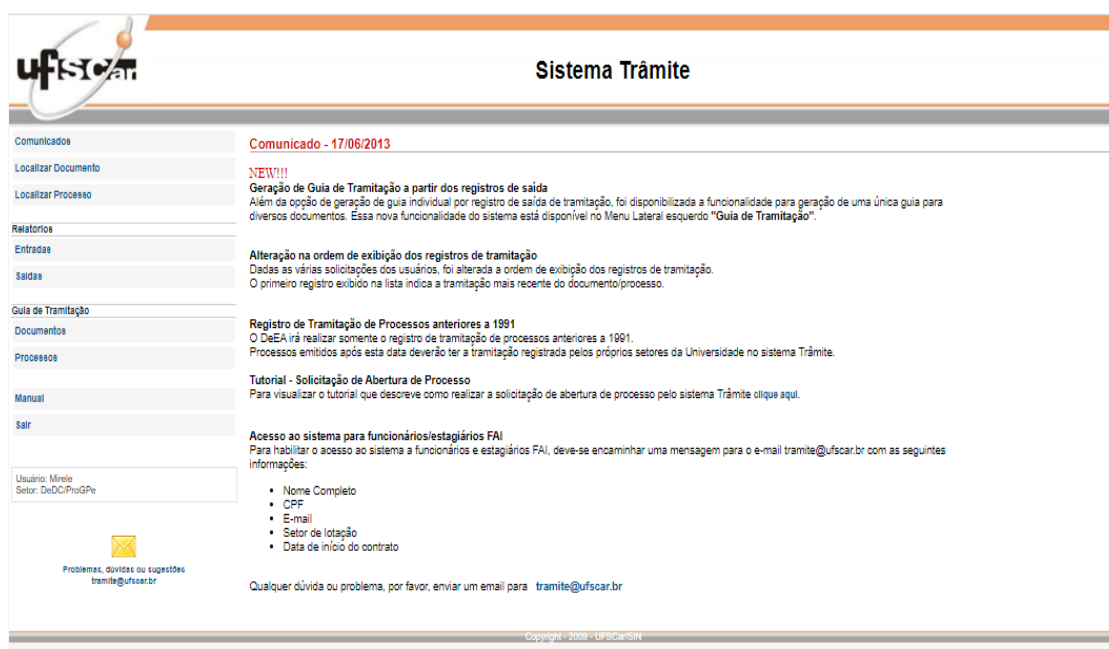 ufscar
Sistema Trâmite
Comunicados
Localizar Documento
Localizar Processo
Relatórios
Entradas
Saídas
Guia de Tramitação
Documentos
Processos
Manual
Sair
Usuário: Mirele
Setor: DeDC/ProGPe
Problemas, dúvidas ou sugestões
tramite@ufscar.br
Comunicado - 17/06/2013
NEW!!!
Geração de Guia de Tramitação a partir dos registros de saída
Além da opção de geração de guia individual por registro de saída de tramitação, foi disponibilizada a funcionalidade para geração de uma única guia para
diversos documentos. Essa nova funcionalidade do sistema está disponível no Menu Lateral esquerdo "Guia de Tramitação".
Alteração na ordem de exibição dos registros de tramitação
Dadas as várias solicitações dos usuários, foi alterada a ordem de exibição dos registros de tramitação.
O primeiro registro exibido na lista indica a tramitação mais recente do documento/processo.
Registro de Tramitação de Processos anteriores a 1991
O DeEA irá realizar somente o registro de tramitação de processos anteriores a 1991.
Processos emitidos após esta data deverão ter a tramitação registrada pelos próprios setores da Universidade no sistema Trâmite.
Tutorial - Solicitação de Abertura de Processo
Para visualizar o tutorial que descreve como realizar a solicitação de abertura de processo pelo sistema Trâmite clique aqui.
Acesso ao sistema para funcionários/estagiários FAI
Para habilitar o acesso ao sistema a funcionários e estagiários FAI, deve-se encaminhar uma mensagem para o e-mail tramite@ufscar.br com as seguintes
informações:
• Nome Completo
• CPF
• E-mail
• Setor de lotação
• Data de início do contrato
Qualquer dúvida ou problema, por favor, enviar um email para tramite@ufscar.br
Copyright - 2009 - UFSCar/SIN